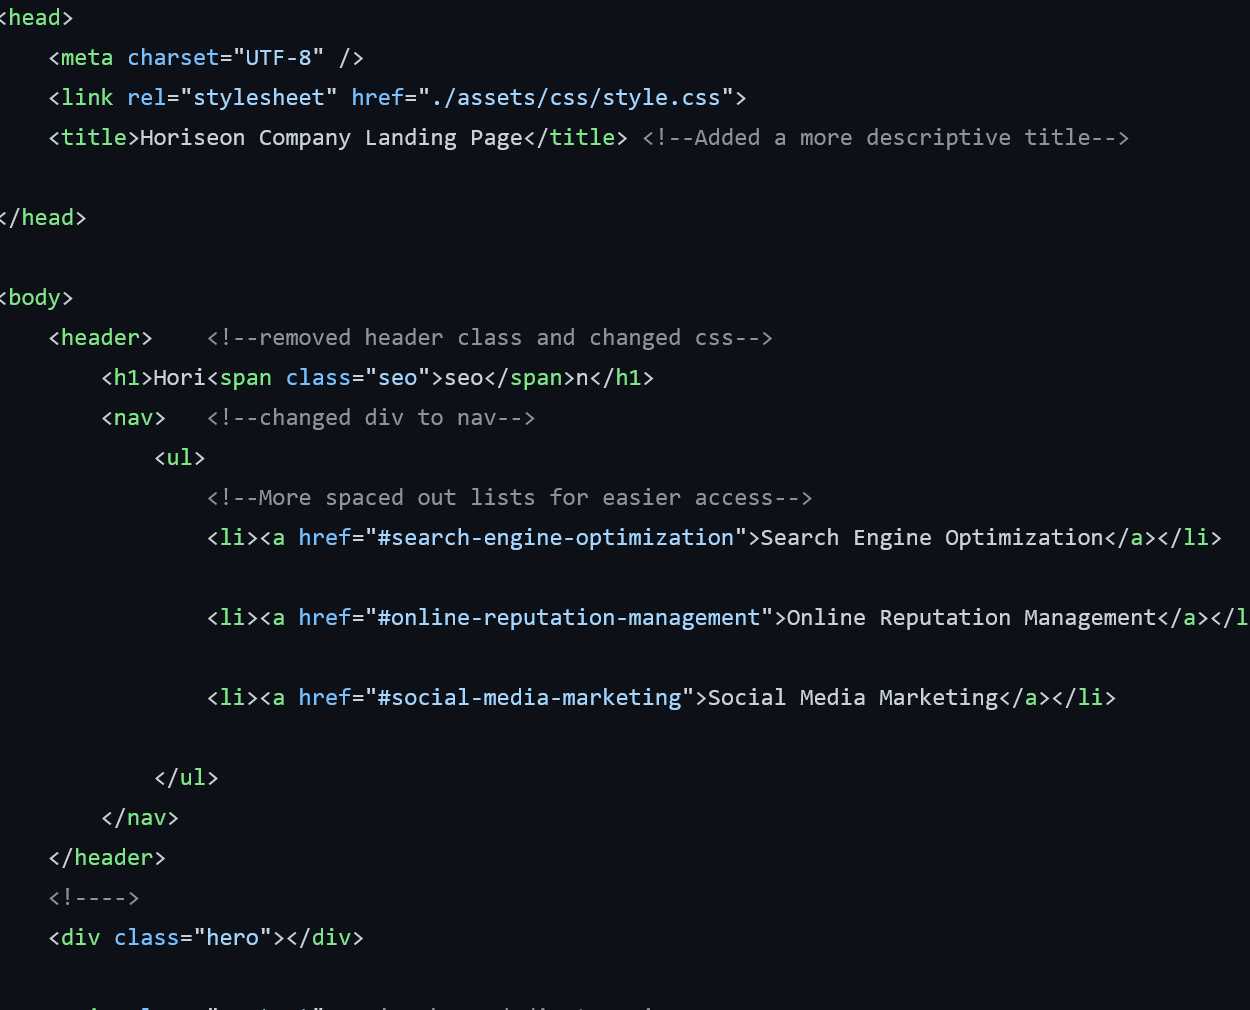 <head>
<meta charset="UTF-8" />
<link rel="stylesheet" href="./assets/css/style.css">
<title>Horiseon Company Landing Page</title> <!--Added a more descriptive title-->
</head>
<body>
<header> <!--removed header class and changed css-->
<h1>Hori<span class="seo">seo</span>n</h1>
<nav> <!--changed div to nav-->
<ul>
<!--More spaced out lists for easier access-->
<li><a href="#search-engine-optimization">Search Engine Optimization</a></li>
<li><a href="#online-reputation-management">Online Reputation Management</a></l
<li><a href="#social-media-marketing">Social Media Marketing</a></li>
</ul>
</nav>
</header>
<!---->
<div class="hero"></div>